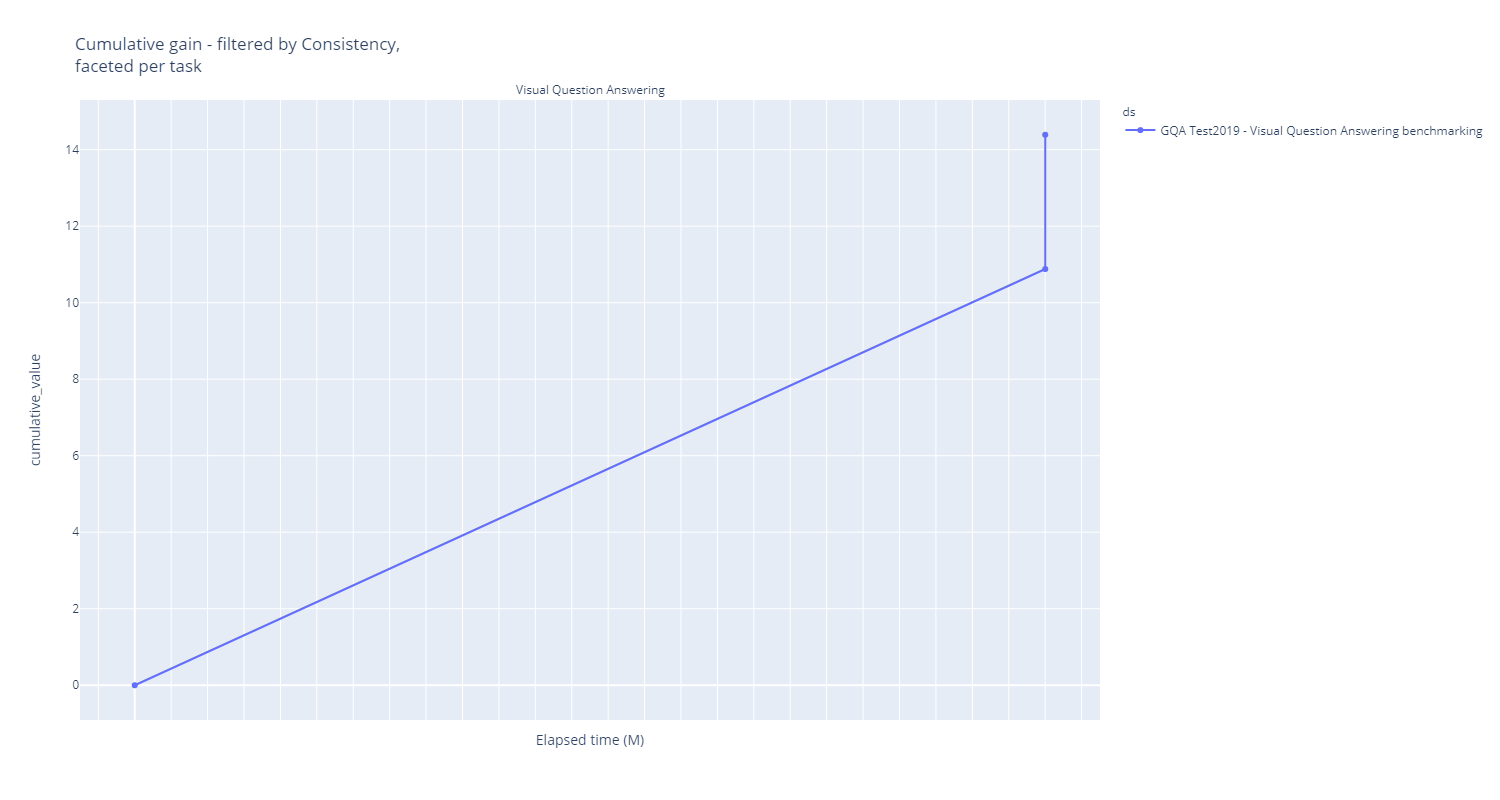 Cumulative gain - filtered by Consistency,
faceted per task
Visual Question Answering
ds
GQA Test2019 - Visual Question Answering benchmarking
14
12
10
8
6
4
2
0
cumulative_value
Elapsed time (M)